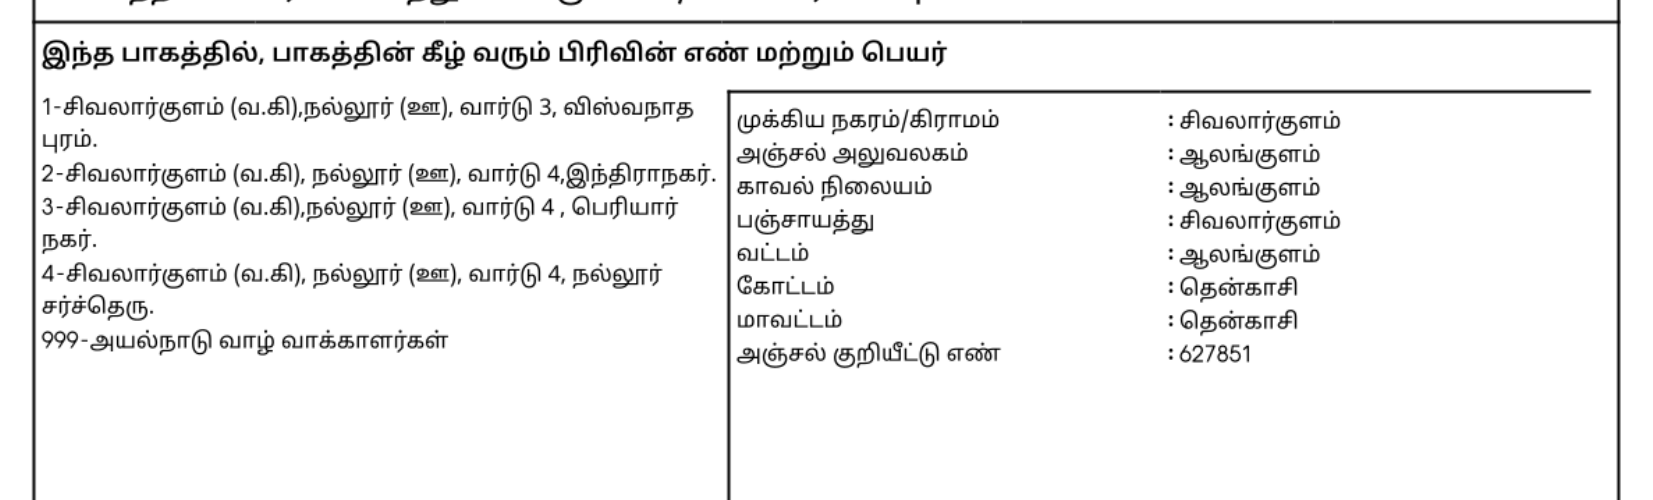 இந்த பாகத்தில், பாகத்தின் கீழ் வரும் பிரிவின் எண் மற்றும் பெயர்
1-சிவலார்குளம் (வ.கி),நல்லூர் (ஊ), வார்டு 3, விஸ்வநாத
புரம்.
2-சிவலார்குளம் (வ.கி), நல்லூர் (ஊ), வார்டு 4,இந்திராநகர்.
3-சிவலார்குளம் (வ.கி),நல்லூர் (ஊ), வார்டு 4 , பெரியார்
நகர்.
4-சிவலார்குளம் (வ.கி), நல்லூர் (ஊ), வார்டு 4, நல்லூர்
சர்ச்தெரு.
999-அயல்நாடு வாழ் வாக்காளர்கள்
முக்கிய நகரம்/கிராமம் : சிவலார்குளம்
அஞ்சல் அலுவலகம் : ஆலங்குளம்
காவல் நிலையம் : ஆலங்குளம்
பஞ்சாயத்து : சிவலார்குளம்
வட்டம் : ஆலங்குளம்
கோட்டம் : தென்காசி
மாவட்டம் : தென்காசி
அஞ்சல் குறியீட்டு எண் : 627851